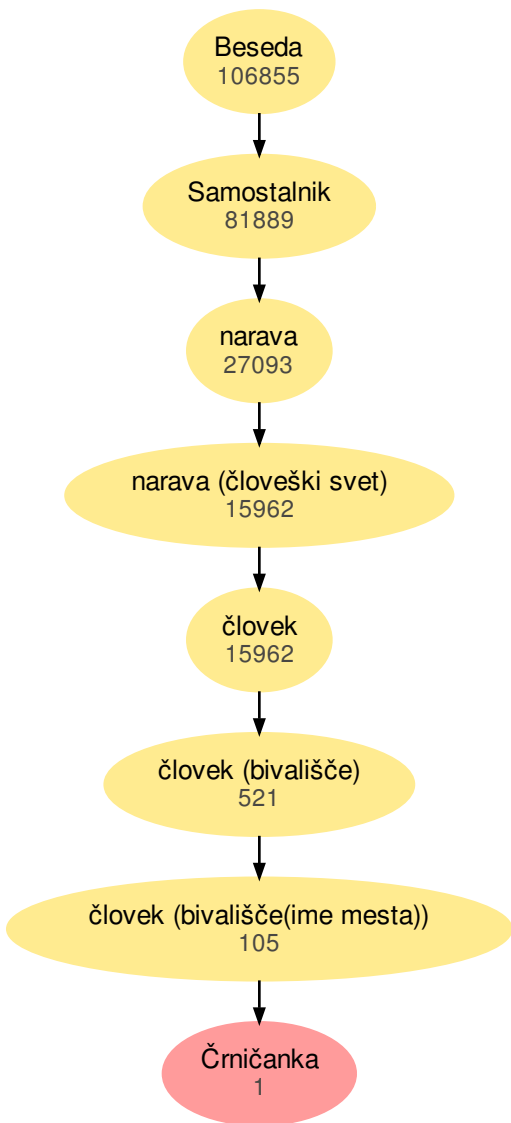 Beseda
106855
Samostalnik
81889
narava
27093
narava (človeški svet)
15962
človek
15962
človek (bivališče)
521
človek (bivališče(ime mesta))
105
Črničanka
1